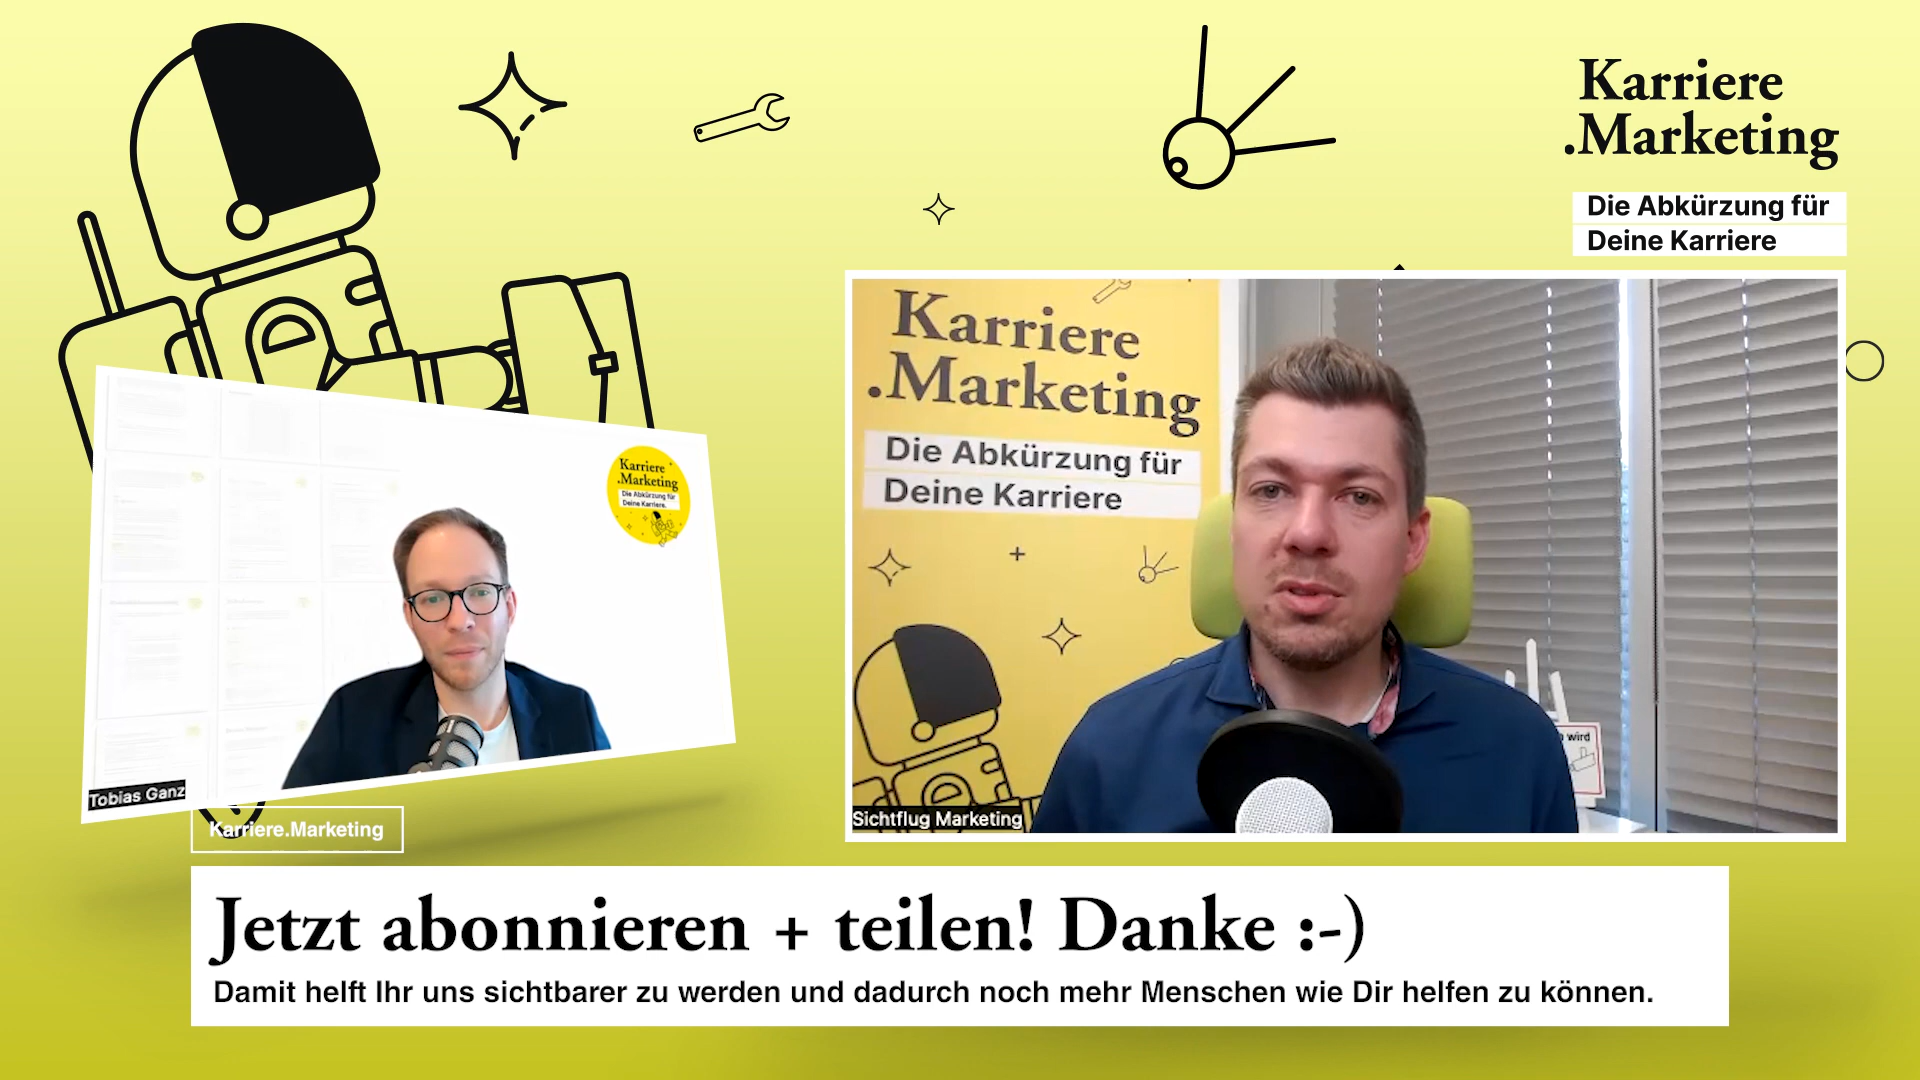 Karriere
.Marketing
Die Abkürzung für
Deine Karriere
Karriere
.Marketing
Die Abkürzung für
Deine Karriere
Karriere
.Marketing
Die Abkürzung für
Deine Karriere.
wird
Tobias Ganz
Sichtflug Marketing
Karriere.Marketing
Jetzt abonnieren + teilen! Danke :-)
Damit helft Ihr uns sichtbarer zu werden und dadurch noch mehr Menschen wie Dir helfen zu können.